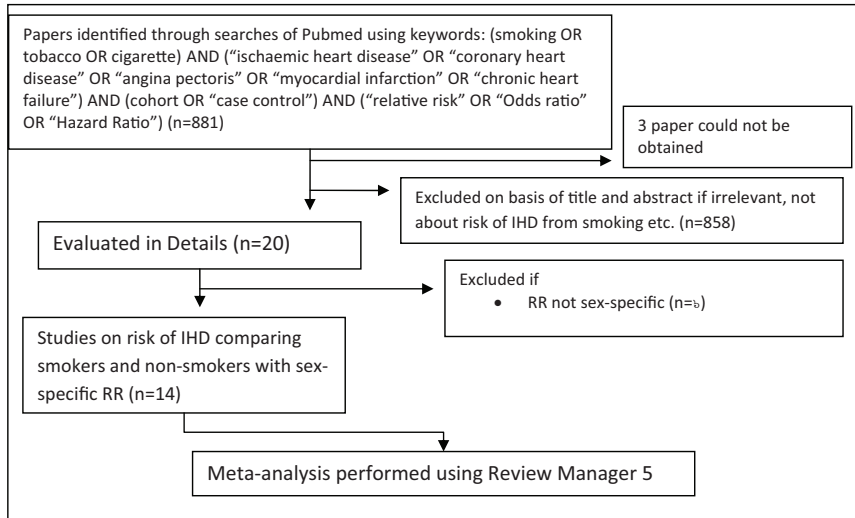 Papers identified through searches of Pubmed using keywords: (smoking OR
tobacco OR cigarette) AND (“ischaemic heart disease” OR “coronary heart
disease” OR “angina pectoris” OR “myocardial infarction” OR “chronic heart
failure”) AND (cohort OR “case control”) AND (“relative risk” OR “Odds ratio”
OR “Hazard Ratio”) (n=881)
3 paper could not be
obtained
Excluded on basis of title and abstract if irrelevant, not
about risk of IHD from smoking etc. (n=858)
Evaluated in Details (n=20)
Excluded if
• RR not sex-specific (n=৬)
Studies on risk of IHD comparing
smokers and non-smokers with sex-
specific RR (n=14)
Meta-analysis performed using Review Manager 5